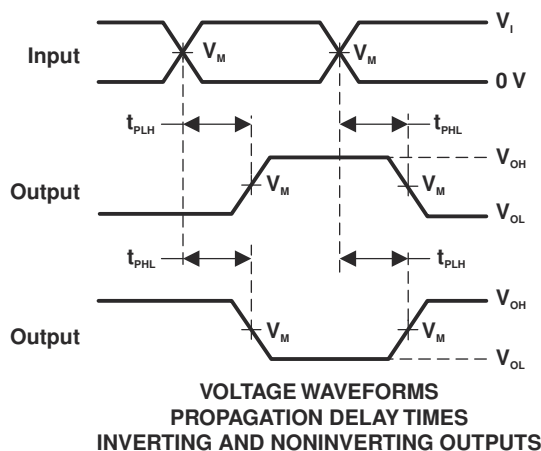 V_I
Input
V_M V_M
0 V
t_PLH t_PHL
V_OH
Output
V_M V_M
V_OL
t_PHL t_PLH
V_OH
Output
V_M V_M
V_OL
VOLTAGE WAVEFORMS
PROPAGATION DELAY TIMES
INVERTING AND NONINVERTING OUTPUTS